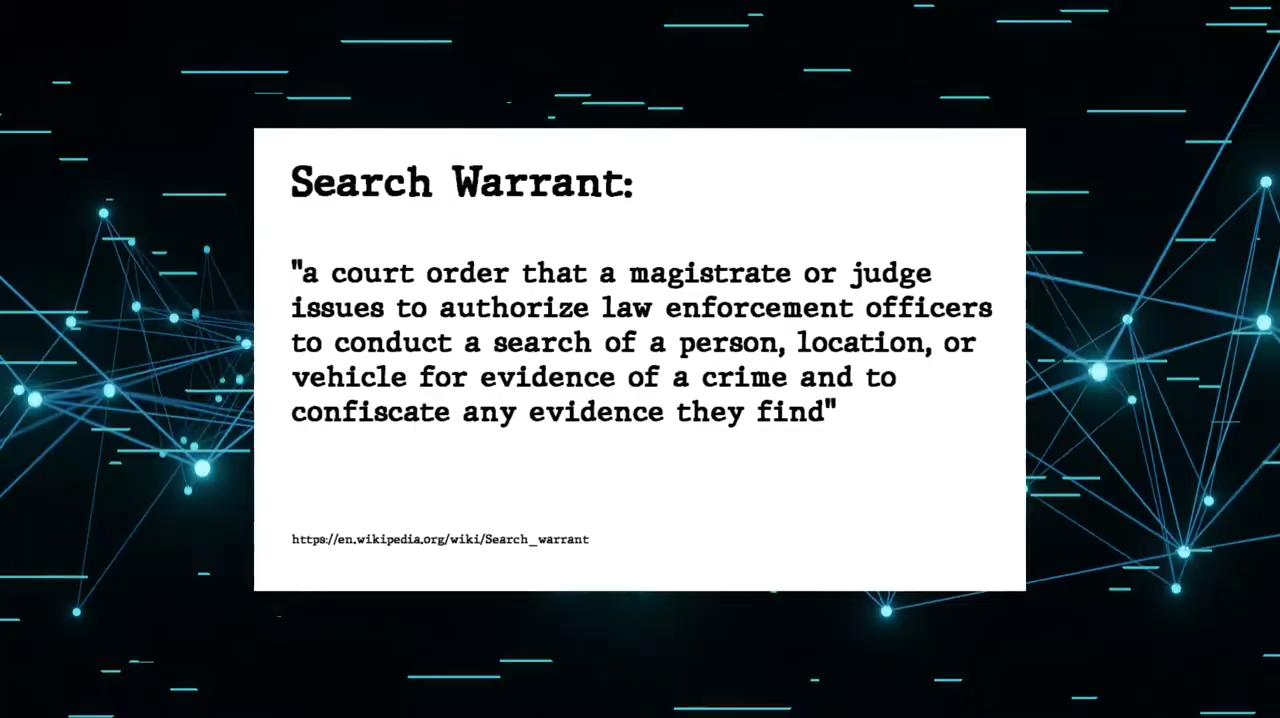 Search Warrant:
"a court order that a magistrate or judge
issues to authorize law enforcement officers
to conduct a search of a person, location, or
vehicle for evidence of a crime and to
confiscate any evidence they find"
https://en.wikipedia.org/wiki/Search_warrant